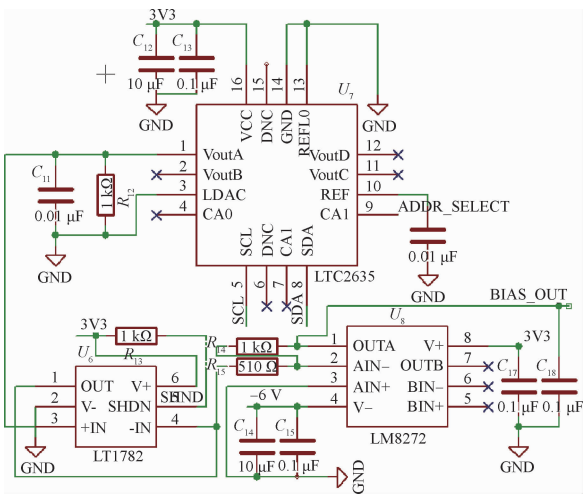 3V3
C12
C13
10 μF
0.1 μF
GND
16
15
14
13
U7
VCC
DNC
GND
REFL0
GND
1
VoutA
VoutD
12
2
VoutB
VoutC
11
3
LDAC
REF
10
4
CA0
CA1
9
ADDR_SELECT
C11
0.01 μF
1 kΩ
R12
GND
SCL
DNC
CA1
SDA
5
6
7
8
SCL
SDA
LTC2635
0.01 μF
GND
BIAS_OUT
3V3
1 kΩ
R13
U6
R14
1 kΩ
R15
510 Ω
U8
1
OUTA
V+
8
3V3
2
AIN−
OUTB
7
3
AIN+
BIN−
6
4
V−
BIN+
5
LM8272
1
OUT
V+
6
2
V-
SHDN
5
SHND
3
+IN
-IN
4
LT1782
GND
−6 V
C14
C15
10 μF
0.1 μF
GND
C17
C18
0.1 μF
0.1 μF
GND